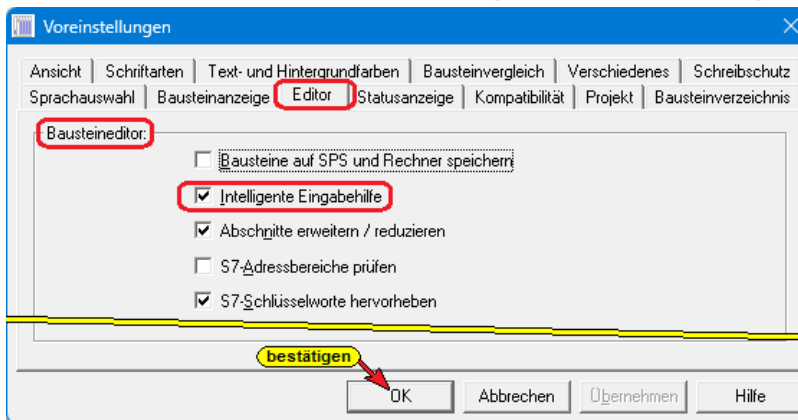 Voreinstellungen
Ansicht Schriftarten Text- und Hintergrundfarben Bausteinvergleich Verschiedenes Schreibschutz
Sprachauswahl Bausteinanzeige Editor Statusanzeige Kompatibilität Projekt Bausteinverzeichnis
Bausteineditor:
Bausteine auf SPS und Rechner speichern
Intelligente Eingabehilfe
Abschnitte erweitern / reduzieren
S7-Adressbereiche prüfen
S7-Schlüsselworte hervorheben
bestätigen
OK Abbrechen Übernehmen Hilfe